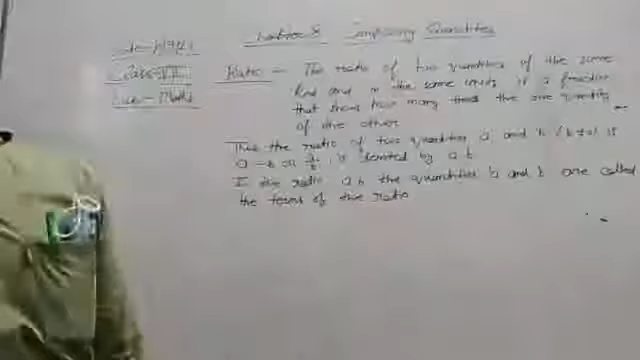 Comparing Quantities
Class - VII
Sub - Maths
Ratio - The ratio of two quantities of the same
kind and in the same units is a fraction
that shows how many the one quantity
of the other
Thus the ratio of two quantities a and b (b ≠ 0) is
a ÷ b or a/b, is denoted by a:b
In the ratio a:b the quantities a and b are called
the terms of the ratio